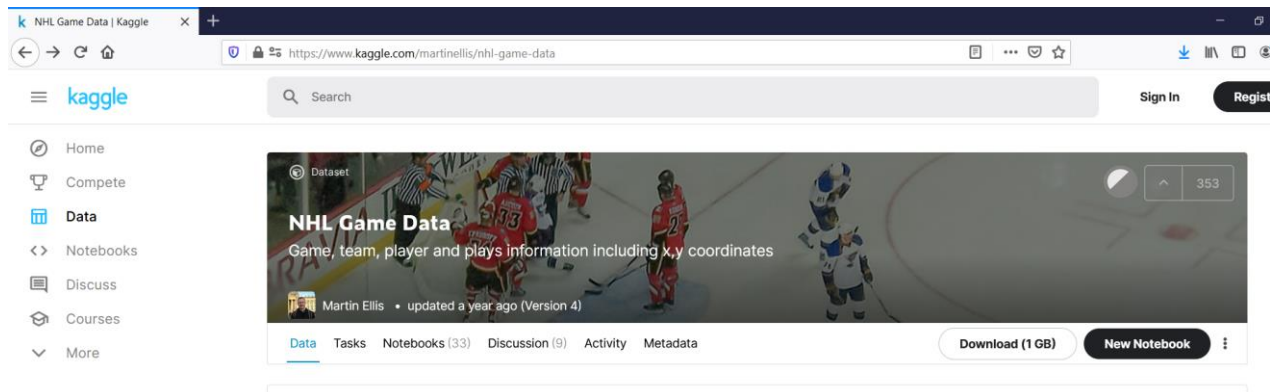 NHL Game Data | Kaggle
https://www.kaggle.com/martinellis/nhl-game-data
kaggle
Search
Sign In
Regist
Home
Compete
Data
Notebooks
Discuss
Courses
More
Dataset
353
NHL Game Data
Game, team, player and plays information including x,y coordinates
Martin Ellis • updated a year ago (Version 4)
Data Tasks Notebooks (33) Discussion (9) Activity Metadata
Download (1 GB) New Notebook